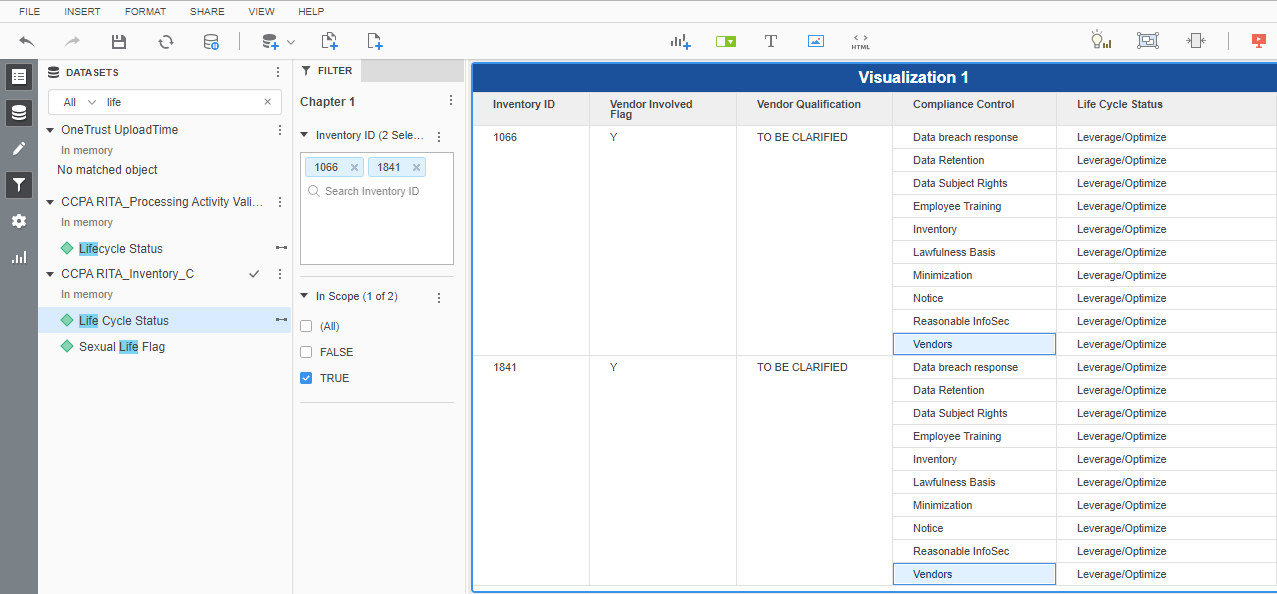 FILE INSERT FORMAT SHARE VIEW HELP
HTML
DATASETS
All life
OneTrust UploadTime
In memory
No matched object
CCPA RITA_Processing Activity Vali...
In memory
Lifecycle Status
CCPA RITA_Inventory_C
In memory
Life Cycle Status
Sexual Life Flag
FILTER
Chapter 1
Inventory ID (2 Sele...
1066 1841
Search Inventory ID
In Scope (1 of 2)
(All)
FALSE
TRUE
Visualization 1
Inventory ID Vendor Involved Flag Vendor Qualification Compliance Control Life Cycle Status
1066 Y TO BE CLARIFIED Data breach response Leverage/Optimize
Data Retention Leverage/Optimize
Data Subject Rights Leverage/Optimize
Employee Training Leverage/Optimize
Inventory Leverage/Optimize
Lawfulness Basis Leverage/Optimize
Minimization Leverage/Optimize
Notice Leverage/Optimize
Reasonable InfoSec Leverage/Optimize
Vendors Leverage/Optimize
1841 Y TO BE CLARIFIED Data breach response Leverage/Optimize
Data Retention Leverage/Optimize
Data Subject Rights Leverage/Optimize
Employee Training Leverage/Optimize
Inventory Leverage/Optimize
Lawfulness Basis Leverage/Optimize
Minimization Leverage/Optimize
Notice Leverage/Optimize
Reasonable InfoSec Leverage/Optimize
Vendors Leverage/Optimize